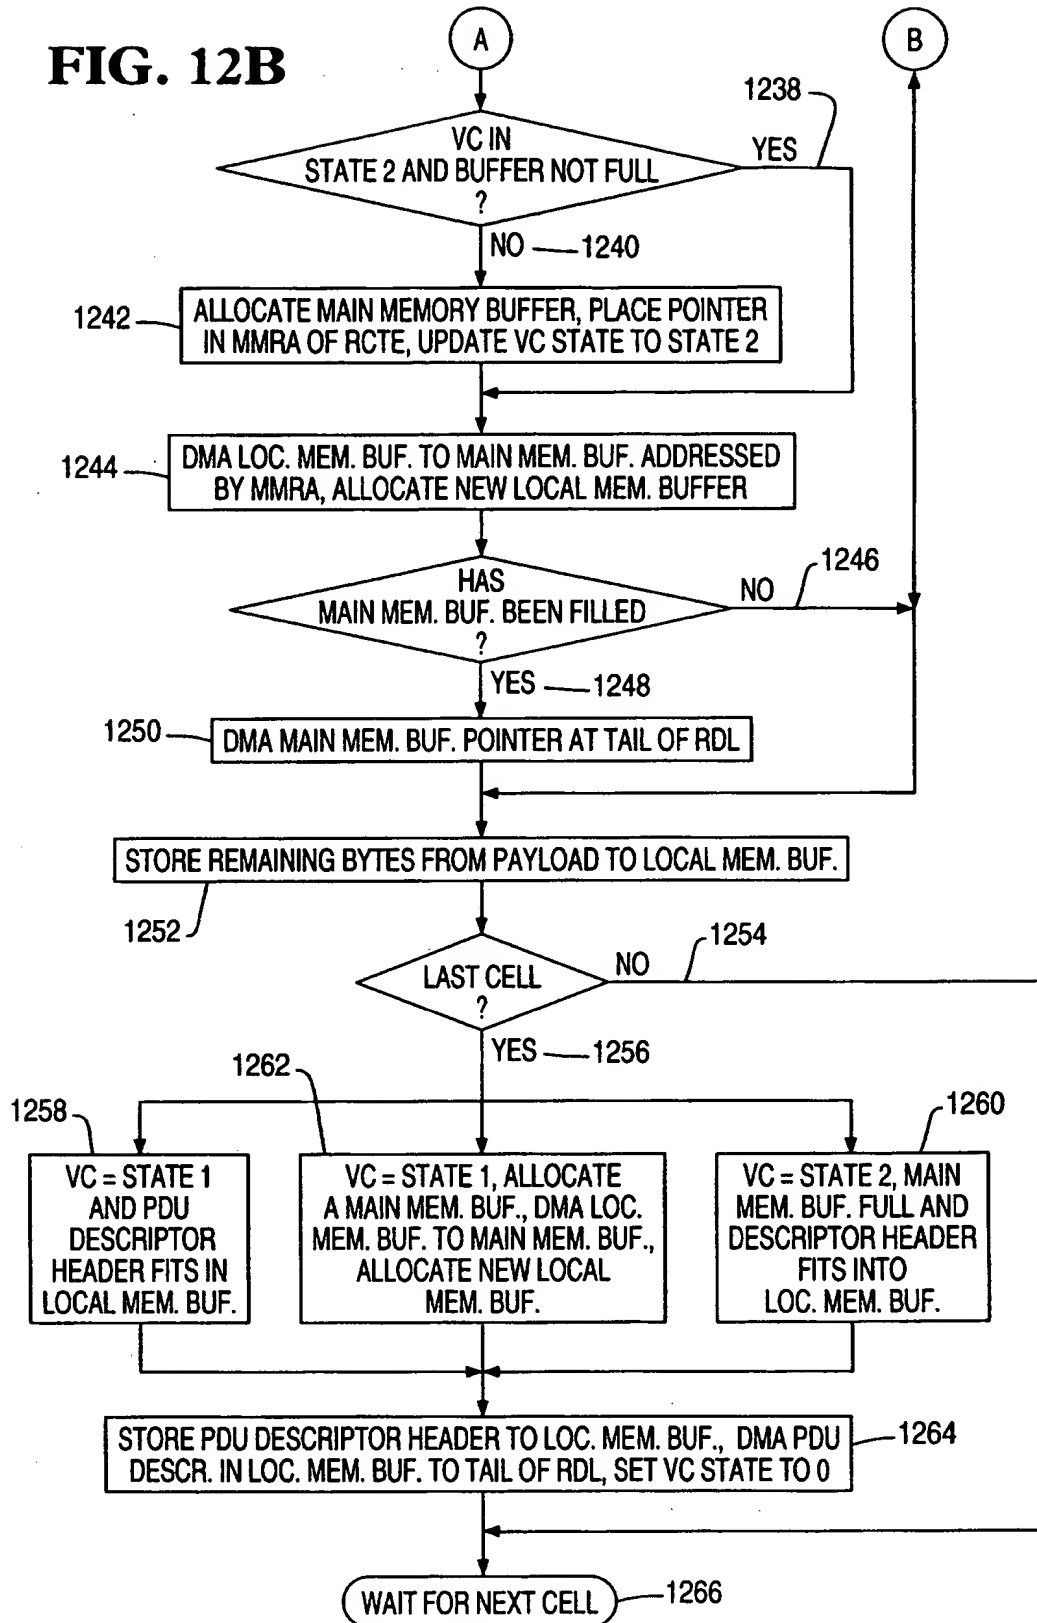 FIG. 12B
A
B
1238
VC IN
STATE 2 AND BUFFER NOT FULL
?
YES
NO
1240
1242
ALLOCATE MAIN MEMORY BUFFER, PLACE POINTER
IN MMRA OF RCTE, UPDATE VC STATE TO STATE 2
1244
DMA LOC. MEM. BUF. TO MAIN MEM. BUF. ADDRESSED
BY MMRA, ALLOCATE NEW LOCAL MEM. BUFFER
1246
HAS
MAIN MEM. BUF. BEEN FILLED
?
NO
YES
1248
1250
DMA MAIN MEM. BUF. POINTER AT TAIL OF RDL
STORE REMAINING BYTES FROM PAYLOAD TO LOCAL MEM. BUF.
1252
1254
LAST CELL
?
NO
YES
1256
1258
VC = STATE 1
AND PDU
DESCRIPTOR
HEADER FITS IN
LOCAL MEM. BUF.
1262
VC = STATE 1, ALLOCATE
A MAIN MEM. BUF., DMA LOC.
MEM. BUF. TO MAIN MEM. BUF.,
ALLOCATE NEW LOCAL
MEM. BUF.
1260
VC = STATE 2, MAIN
MEM. BUF. FULL AND
DESCRIPTOR HEADER
FITS INTO
LOC. MEM. BUF.
STORE PDU DESCRIPTOR HEADER TO LOC. MEM. BUF., DMA PDU
DESCR. IN LOC. MEM. BUF. TO TAIL OF RDL, SET VC STATE TO 0
1264
WAIT FOR NEXT CELL
1266